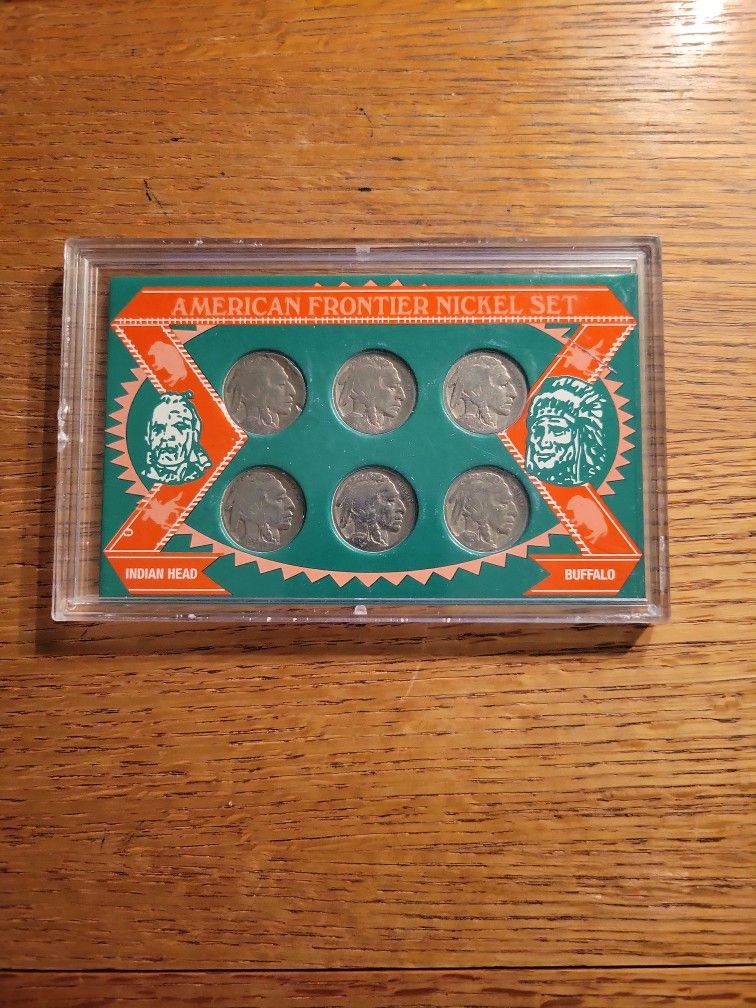 AMERICAN FRONTIER NICKEL SET
INDIAN HEAD
BUFFALO